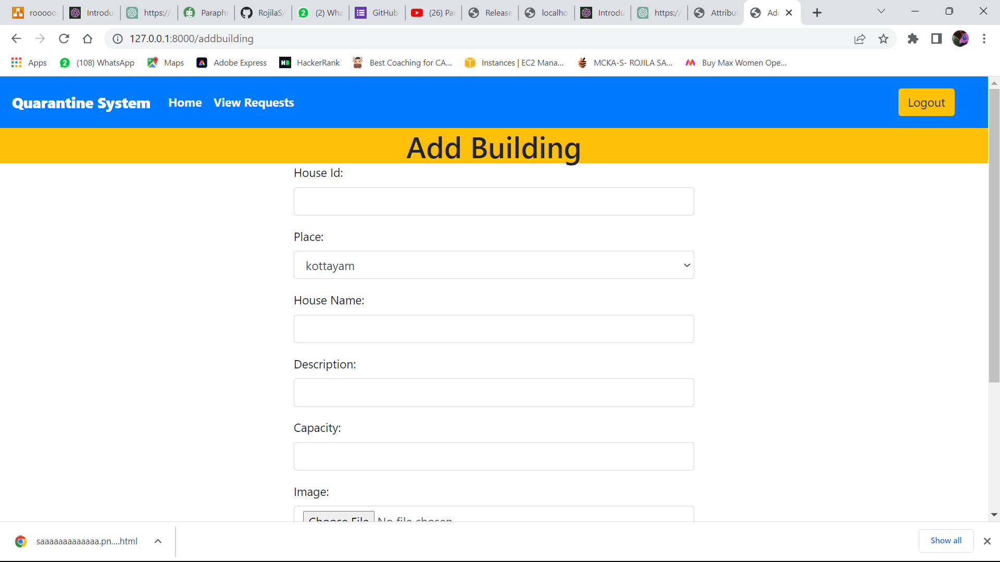 rooooo Introdu https:// Paraphr RojilaS/ (2) Wha GitHub (26) Par Release localho Introdu https:// Attribut Add
127.0.0.1:8000/addbuilding
Apps (108) WhatsApp Maps Adobe Express HackerRank Best Coaching for CA... Instances | EC2 Mana... MCKA-S- ROJILA SA... Buy Max Women Ope...
Quarantine System Home View Requests Logout
Add Building
House Id:
Place:
kottayam
House Name:
Description:
Capacity:
Image:
Choose File No file chosen
saaaaaaaaaaaaa.pn....html Show all